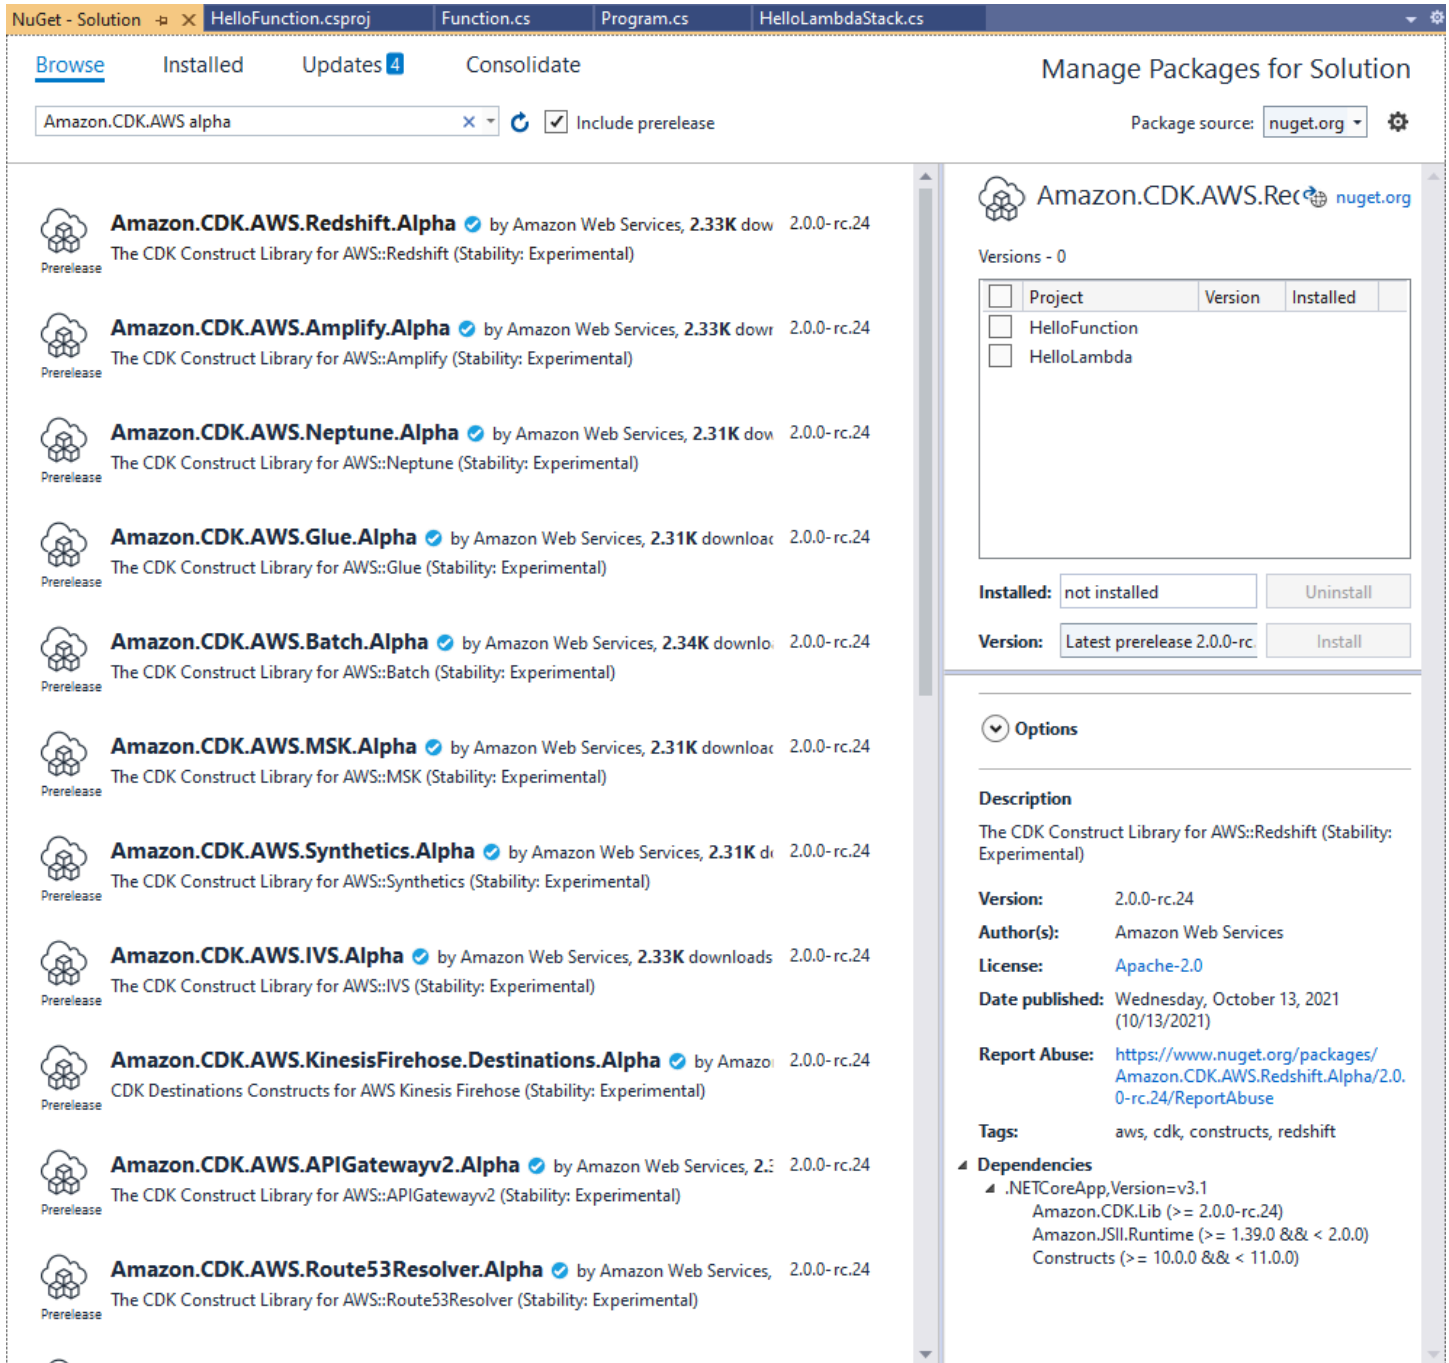 NuGet - Solution HelloFunction.csproj Function.cs Program.cs HelloLambdaStack.cs
Browse Installed Updates 4 Consolidate
Manage Packages for Solution
Amazon.CDK.AWS alpha
Include prerelease
Package source: nuget.org
Amazon.CDK.AWS.Redshift.Alpha by Amazon Web Services, 2.33K dow 2.0.0-rc.24
The CDK Construct Library for AWS::Redshift (Stability: Experimental)
Prerelease
Amazon.CDK.AWS.Amplify.Alpha by Amazon Web Services, 2.33K dowr 2.0.0-rc.24
The CDK Construct Library for AWS::Amplify (Stability: Experimental)
Prerelease
Amazon.CDK.AWS.Neptune.Alpha by Amazon Web Services, 2.31K dow 2.0.0-rc.24
The CDK Construct Library for AWS::Neptune (Stability: Experimental)
Prerelease
Amazon.CDK.AWS.Glue.Alpha by Amazon Web Services, 2.31K downloac 2.0.0-rc.24
The CDK Construct Library for AWS::Glue (Stability: Experimental)
Prerelease
Amazon.CDK.AWS.Batch.Alpha by Amazon Web Services, 2.34K downlo 2.0.0-rc.24
The CDK Construct Library for AWS::Batch (Stability: Experimental)
Prerelease
Amazon.CDK.AWS.MSK.Alpha by Amazon Web Services, 2.31K downloac 2.0.0-rc.24
The CDK Construct Library for AWS::MSK (Stability: Experimental)
Prerelease
Amazon.CDK.AWS.Synthetics.Alpha by Amazon Web Services, 2.31K d 2.0.0-rc.24
The CDK Construct Library for AWS::Synthetics (Stability: Experimental)
Prerelease
Amazon.CDK.AWS.IVS.Alpha by Amazon Web Services, 2.33K downloads 2.0.0-rc.24
The CDK Construct Library for AWS::IVS (Stability: Experimental)
Prerelease
Amazon.CDK.AWS.KinesisFirehose.Destinations.Alpha by Amazo 2.0.0-rc.24
CDK Destinations Constructs for AWS Kinesis Firehose (Stability: Experimental)
Prerelease
Amazon.CDK.AWS.APIGatewayv2.Alpha by Amazon Web Services, 2.3 2.0.0-rc.24
The CDK Construct Library for AWS::APIGatewayv2 (Stability: Experimental)
Prerelease
Amazon.CDK.AWS.Route53Resolver.Alpha by Amazon Web Services, 2.0.0-rc.24
The CDK Construct Library for AWS::Route53Resolver (Stability: Experimental)
Prerelease
Amazon.CDK.AWS.Rec nuget.org
Versions - 0
Project Version Installed
HelloFunction
HelloLambda
Installed: not installed Uninstall
Version: Latest prerelease 2.0.0-rc. Install
Options
Description
The CDK Construct Library for AWS::Redshift (Stability:
Experimental)
Version: 2.0.0-rc.24
Author(s): Amazon Web Services
License: Apache-2.0
Date published: Wednesday, October 13, 2021
(10/13/2021)
Report Abuse: https://www.nuget.org/packages/
Amazon.CDK.AWS.Redshift.Alpha/2.0.
0-rc.24/ReportAbuse
Tags: aws, cdk, constructs, redshift
Dependencies
.NETCoreApp,Version=v3.1
Amazon.CDK.Lib (>= 2.0.0-rc.24)
Amazon.JSII.Runtime (>= 1.39.0 && < 2.0.0)
Constructs (>= 10.0.0 && < 11.0.0)